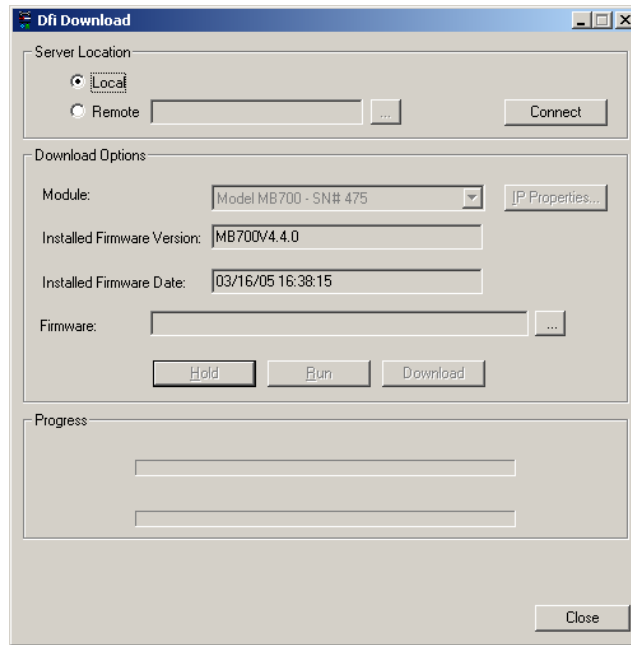 Dfi Download
Server Location
Local
Remote ... Connect
Download Options
Module: Model MB700 - SN# 475 IP Properties...
Installed Firmware Version: MB700V4.4.0
Installed Firmware Date: 03/16/05 16:38:15
Firmware: ...
Hold Run Download
Progress
Close